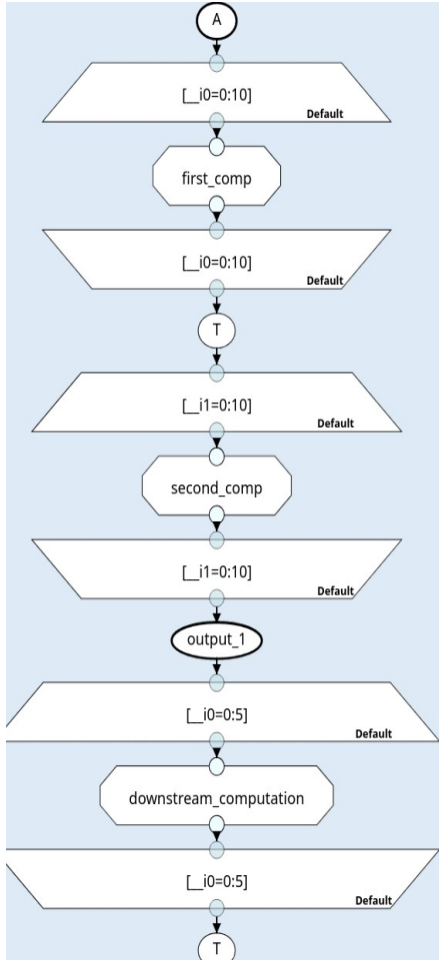 A
[__i0=0:10]
Default
first_comp
[__i0=0:10]
Default
T
[__i1=0:10]
Default
second_comp
[__i1=0:10]
Default
output_1
[__i0=0:5]
Default
downstream_computation
[__i0=0:5]
Default
T